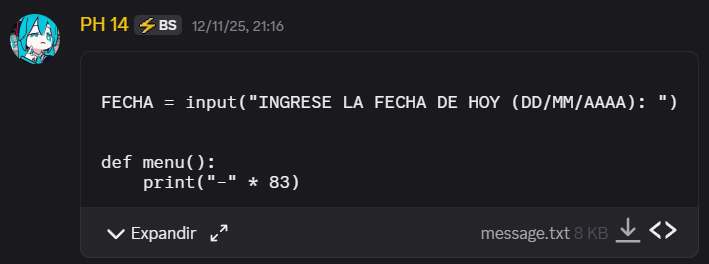 PH 14 ⚡BS 12/11/25, 21:16
FECHA = input("INGRESE LA FECHA DE HOY (DD/MM/AAAA): ")
def menu():
    print("-" * 83)
Expandir message.txt 8 KB <>